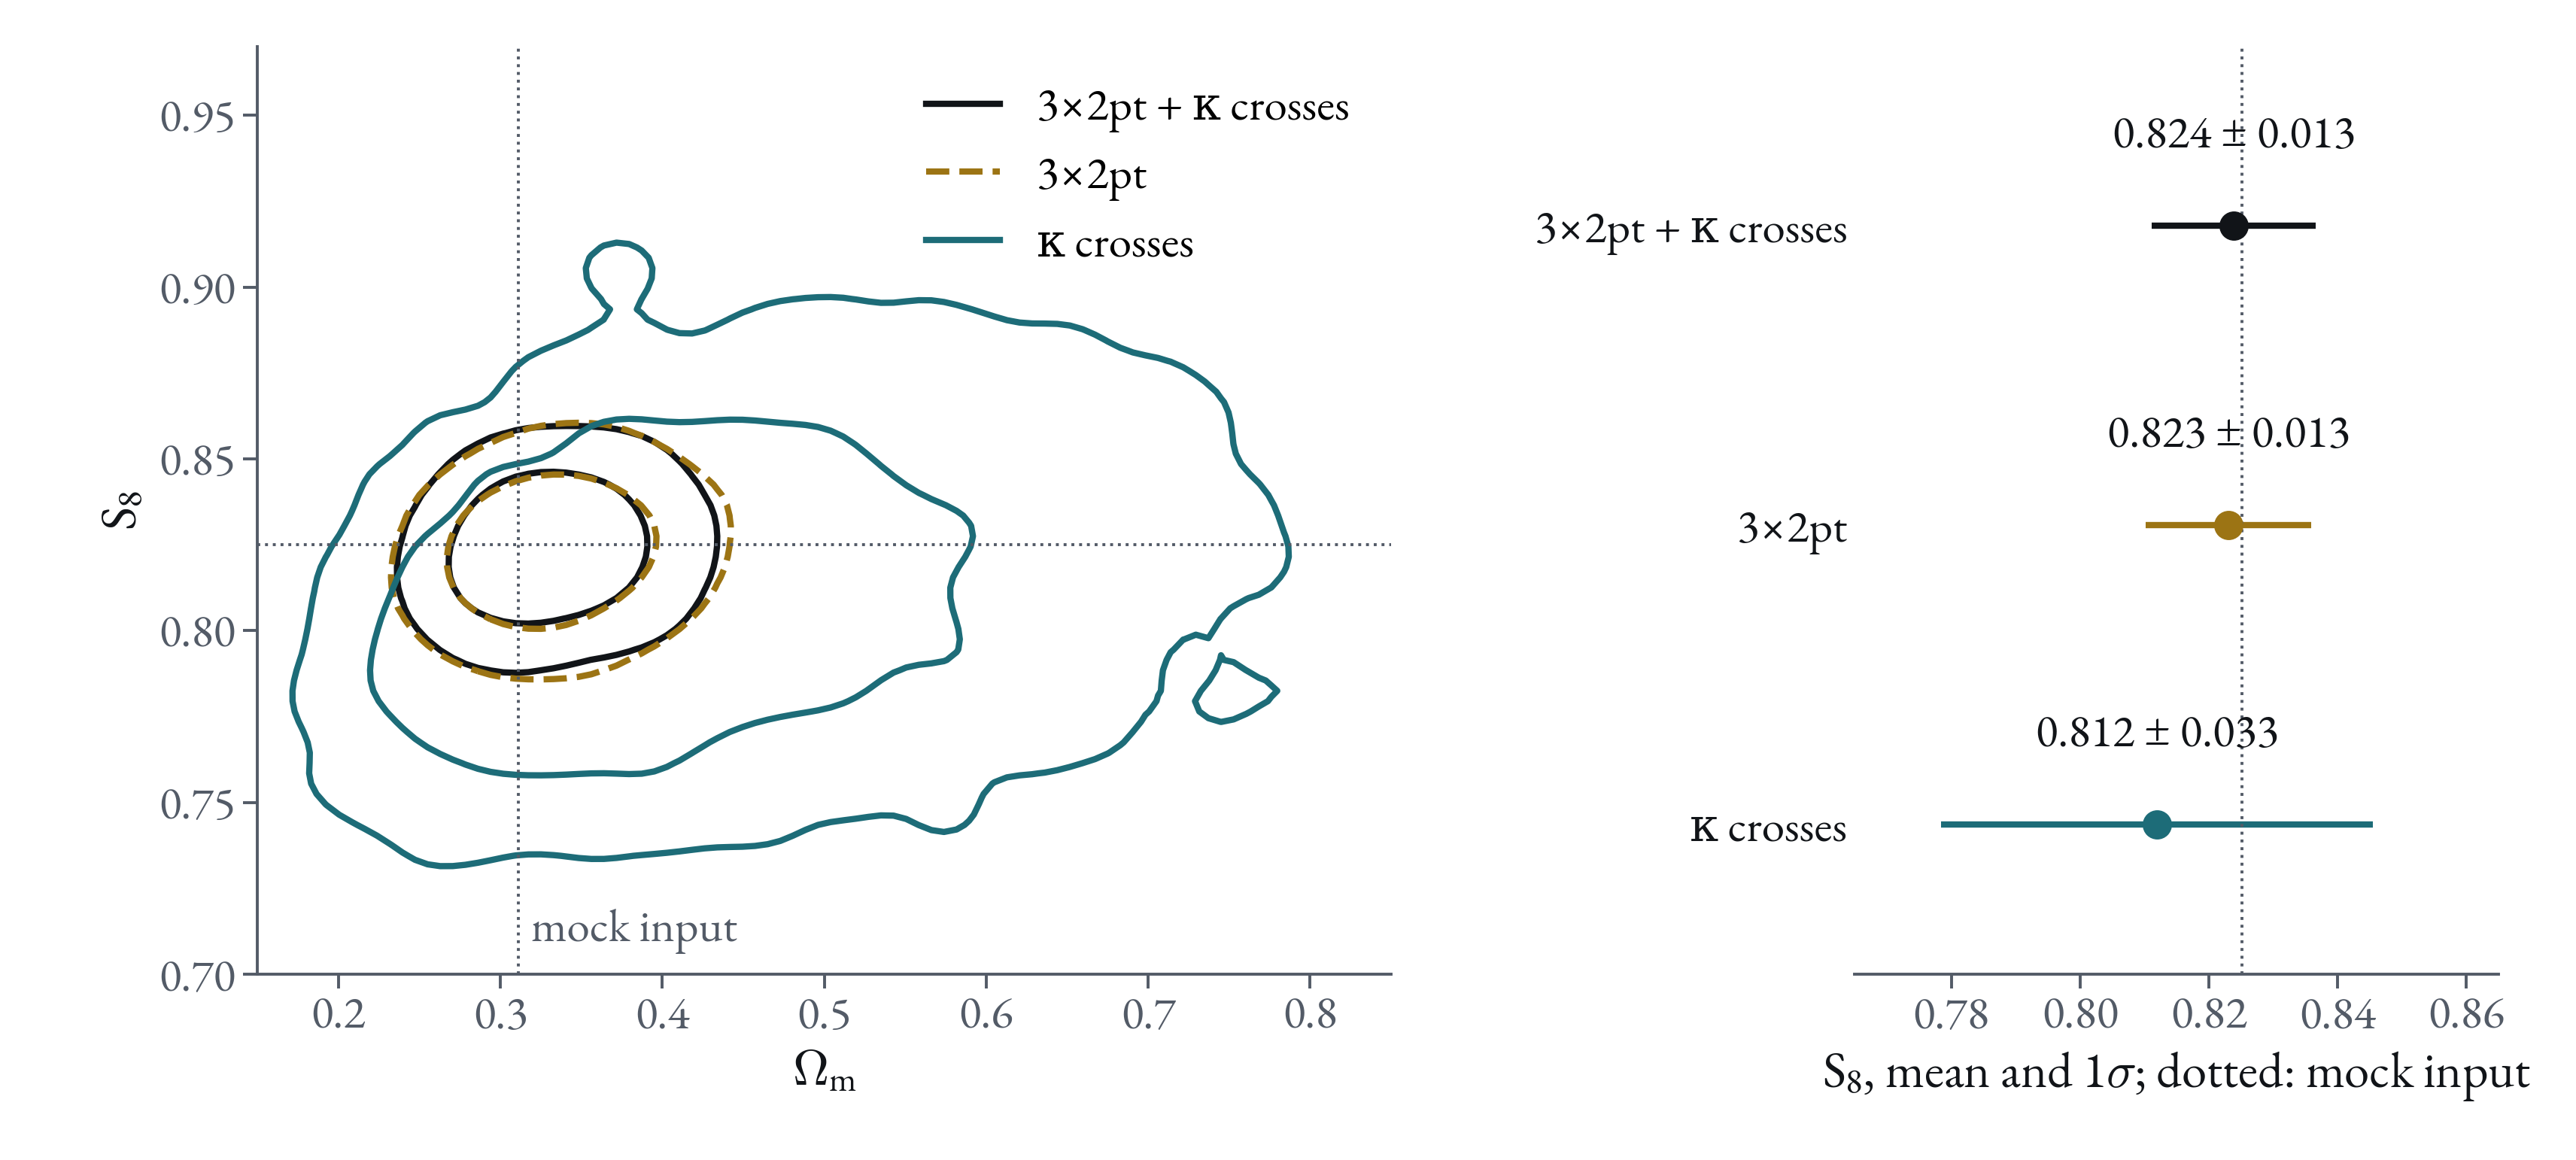 3×2pt + κ crosses
3×2pt
κ crosses
0.95
0.90
0.85
0.80
0.75
0.70
S₈
mock input
0.2 0.3 0.4 0.5 0.6 0.7 0.8
Ωₘ
0.824 ± 0.013
3×2pt + κ crosses
0.823 ± 0.013
3×2pt
0.812 ± 0.033
κ crosses
0.78 0.80 0.82 0.84 0.86
S₈, mean and 1σ; dotted: mock input